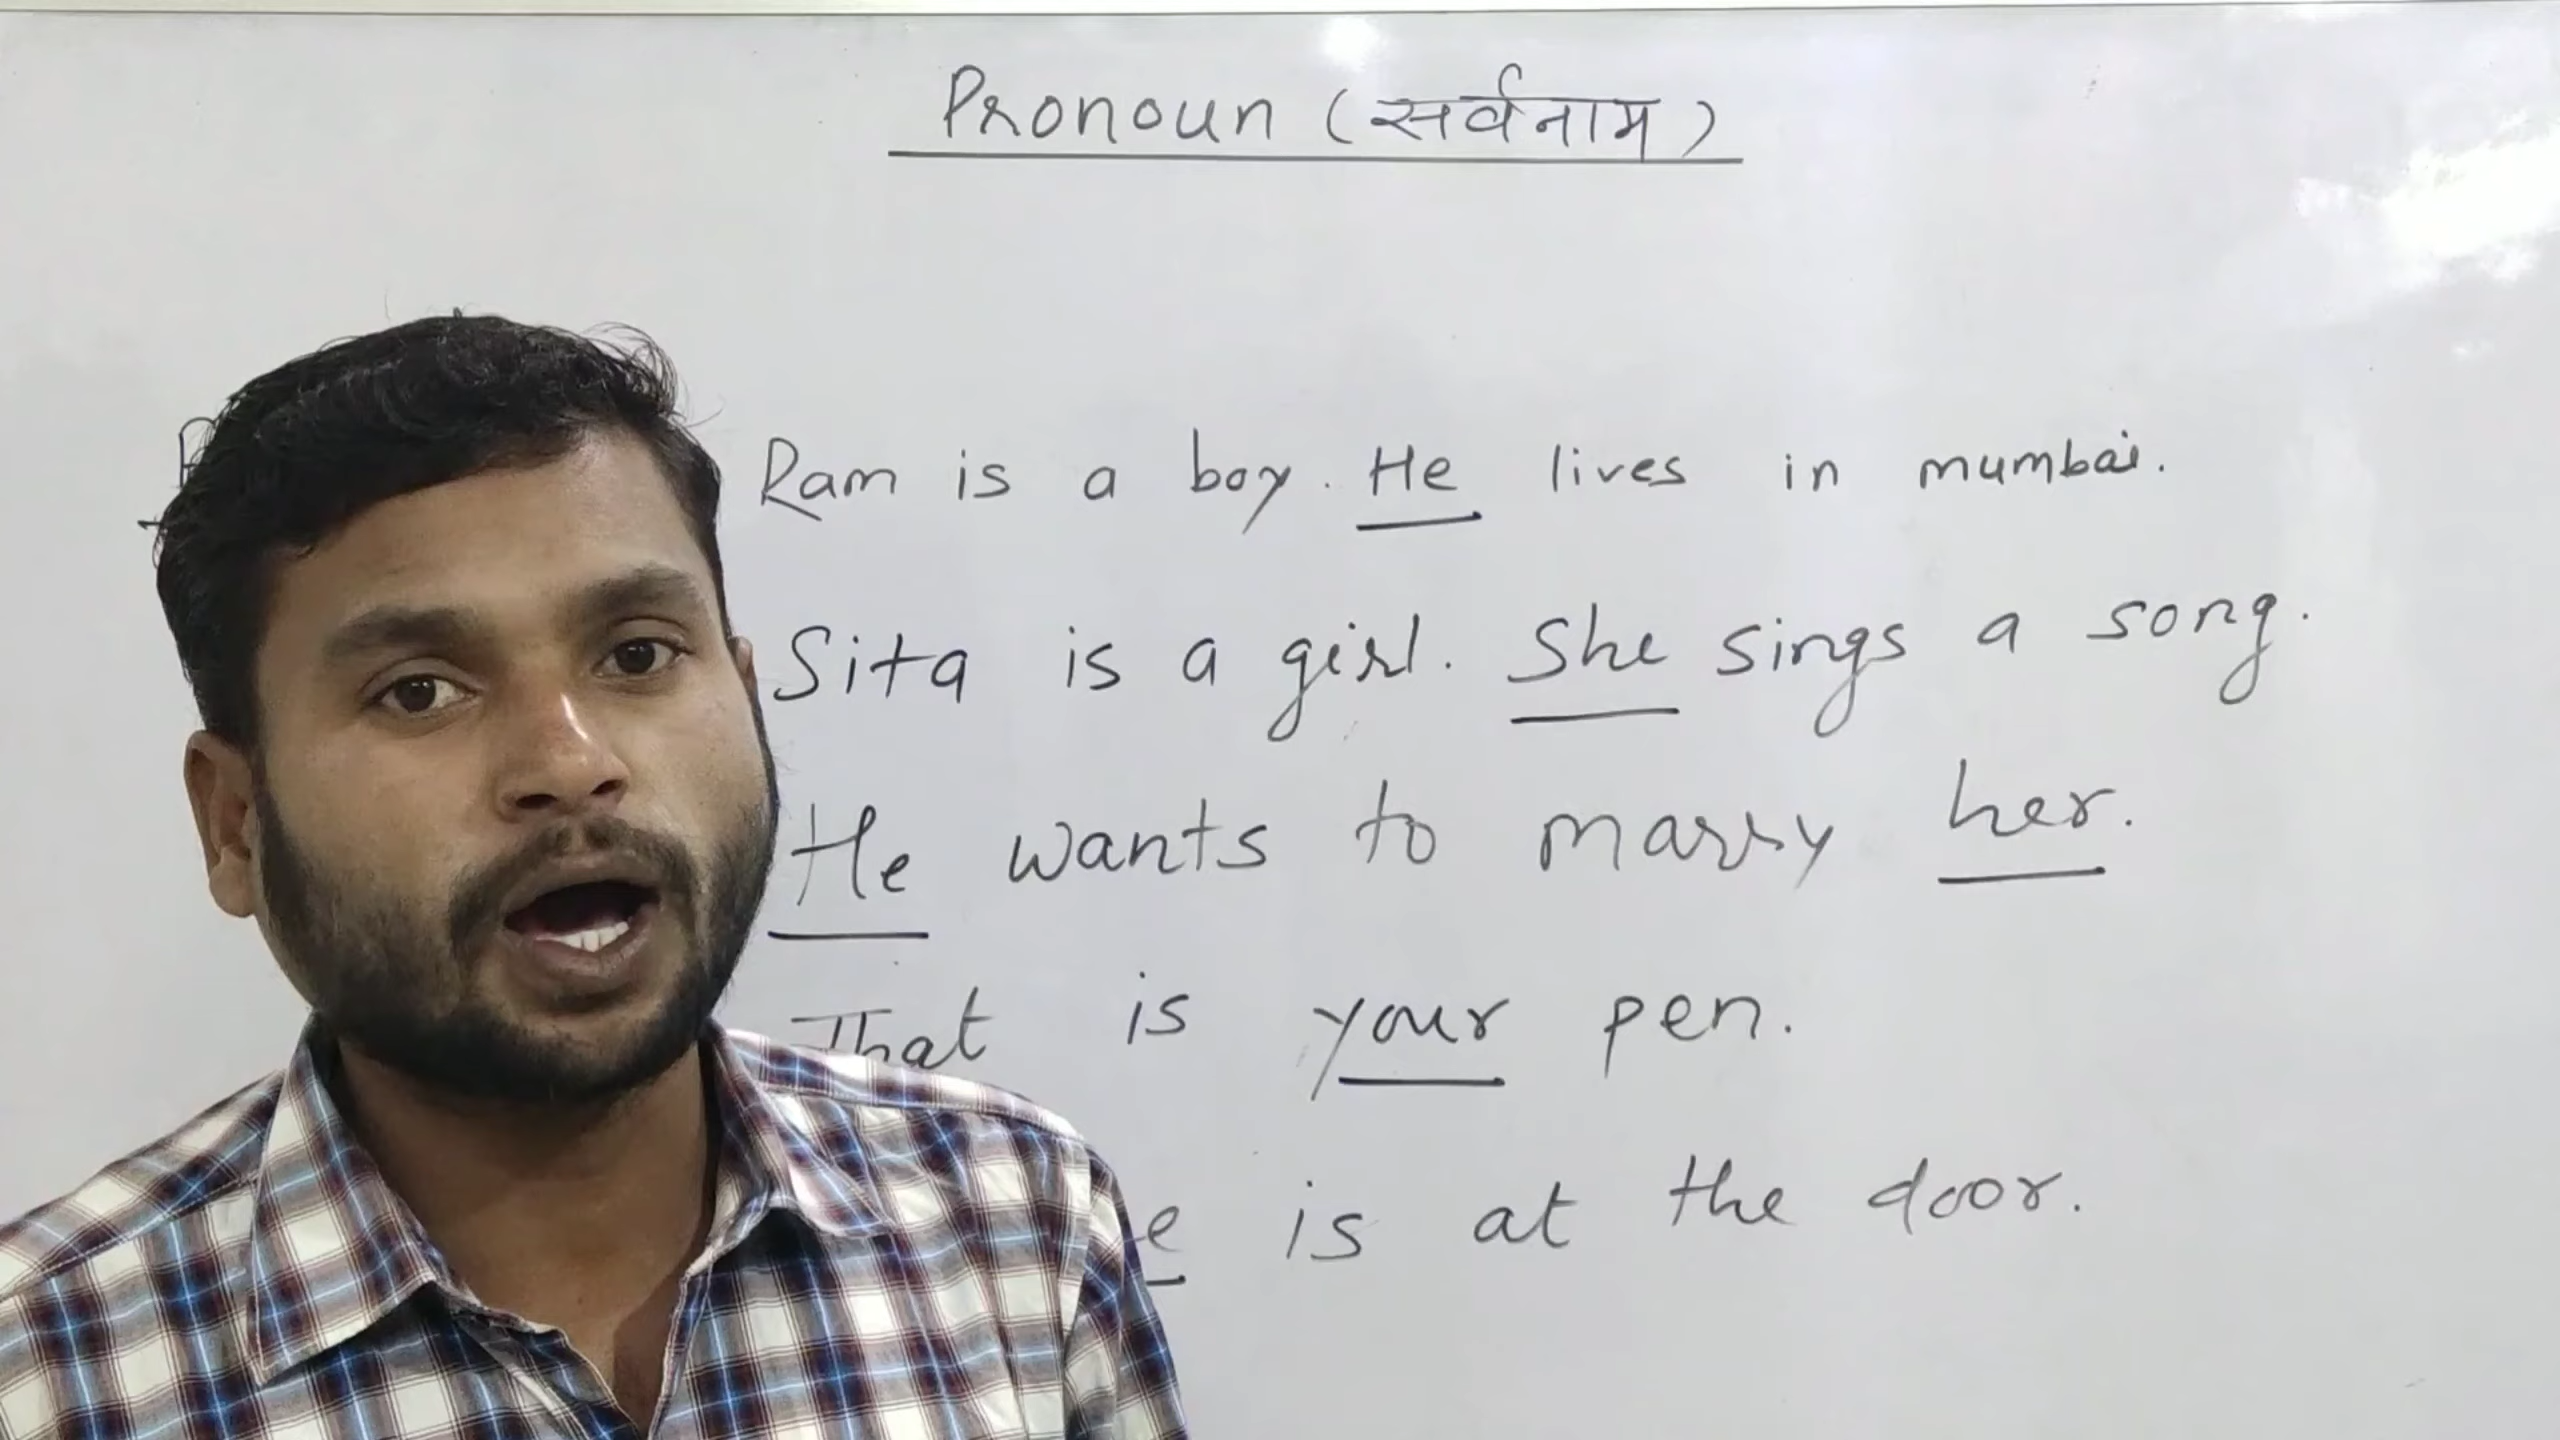 Pronoun (सर्वनाम)
Ram is a boy. He lives in mumbai.
Sita is a girl. She sings a song.
He wants to marry her.
That is your pen.
is at the door.